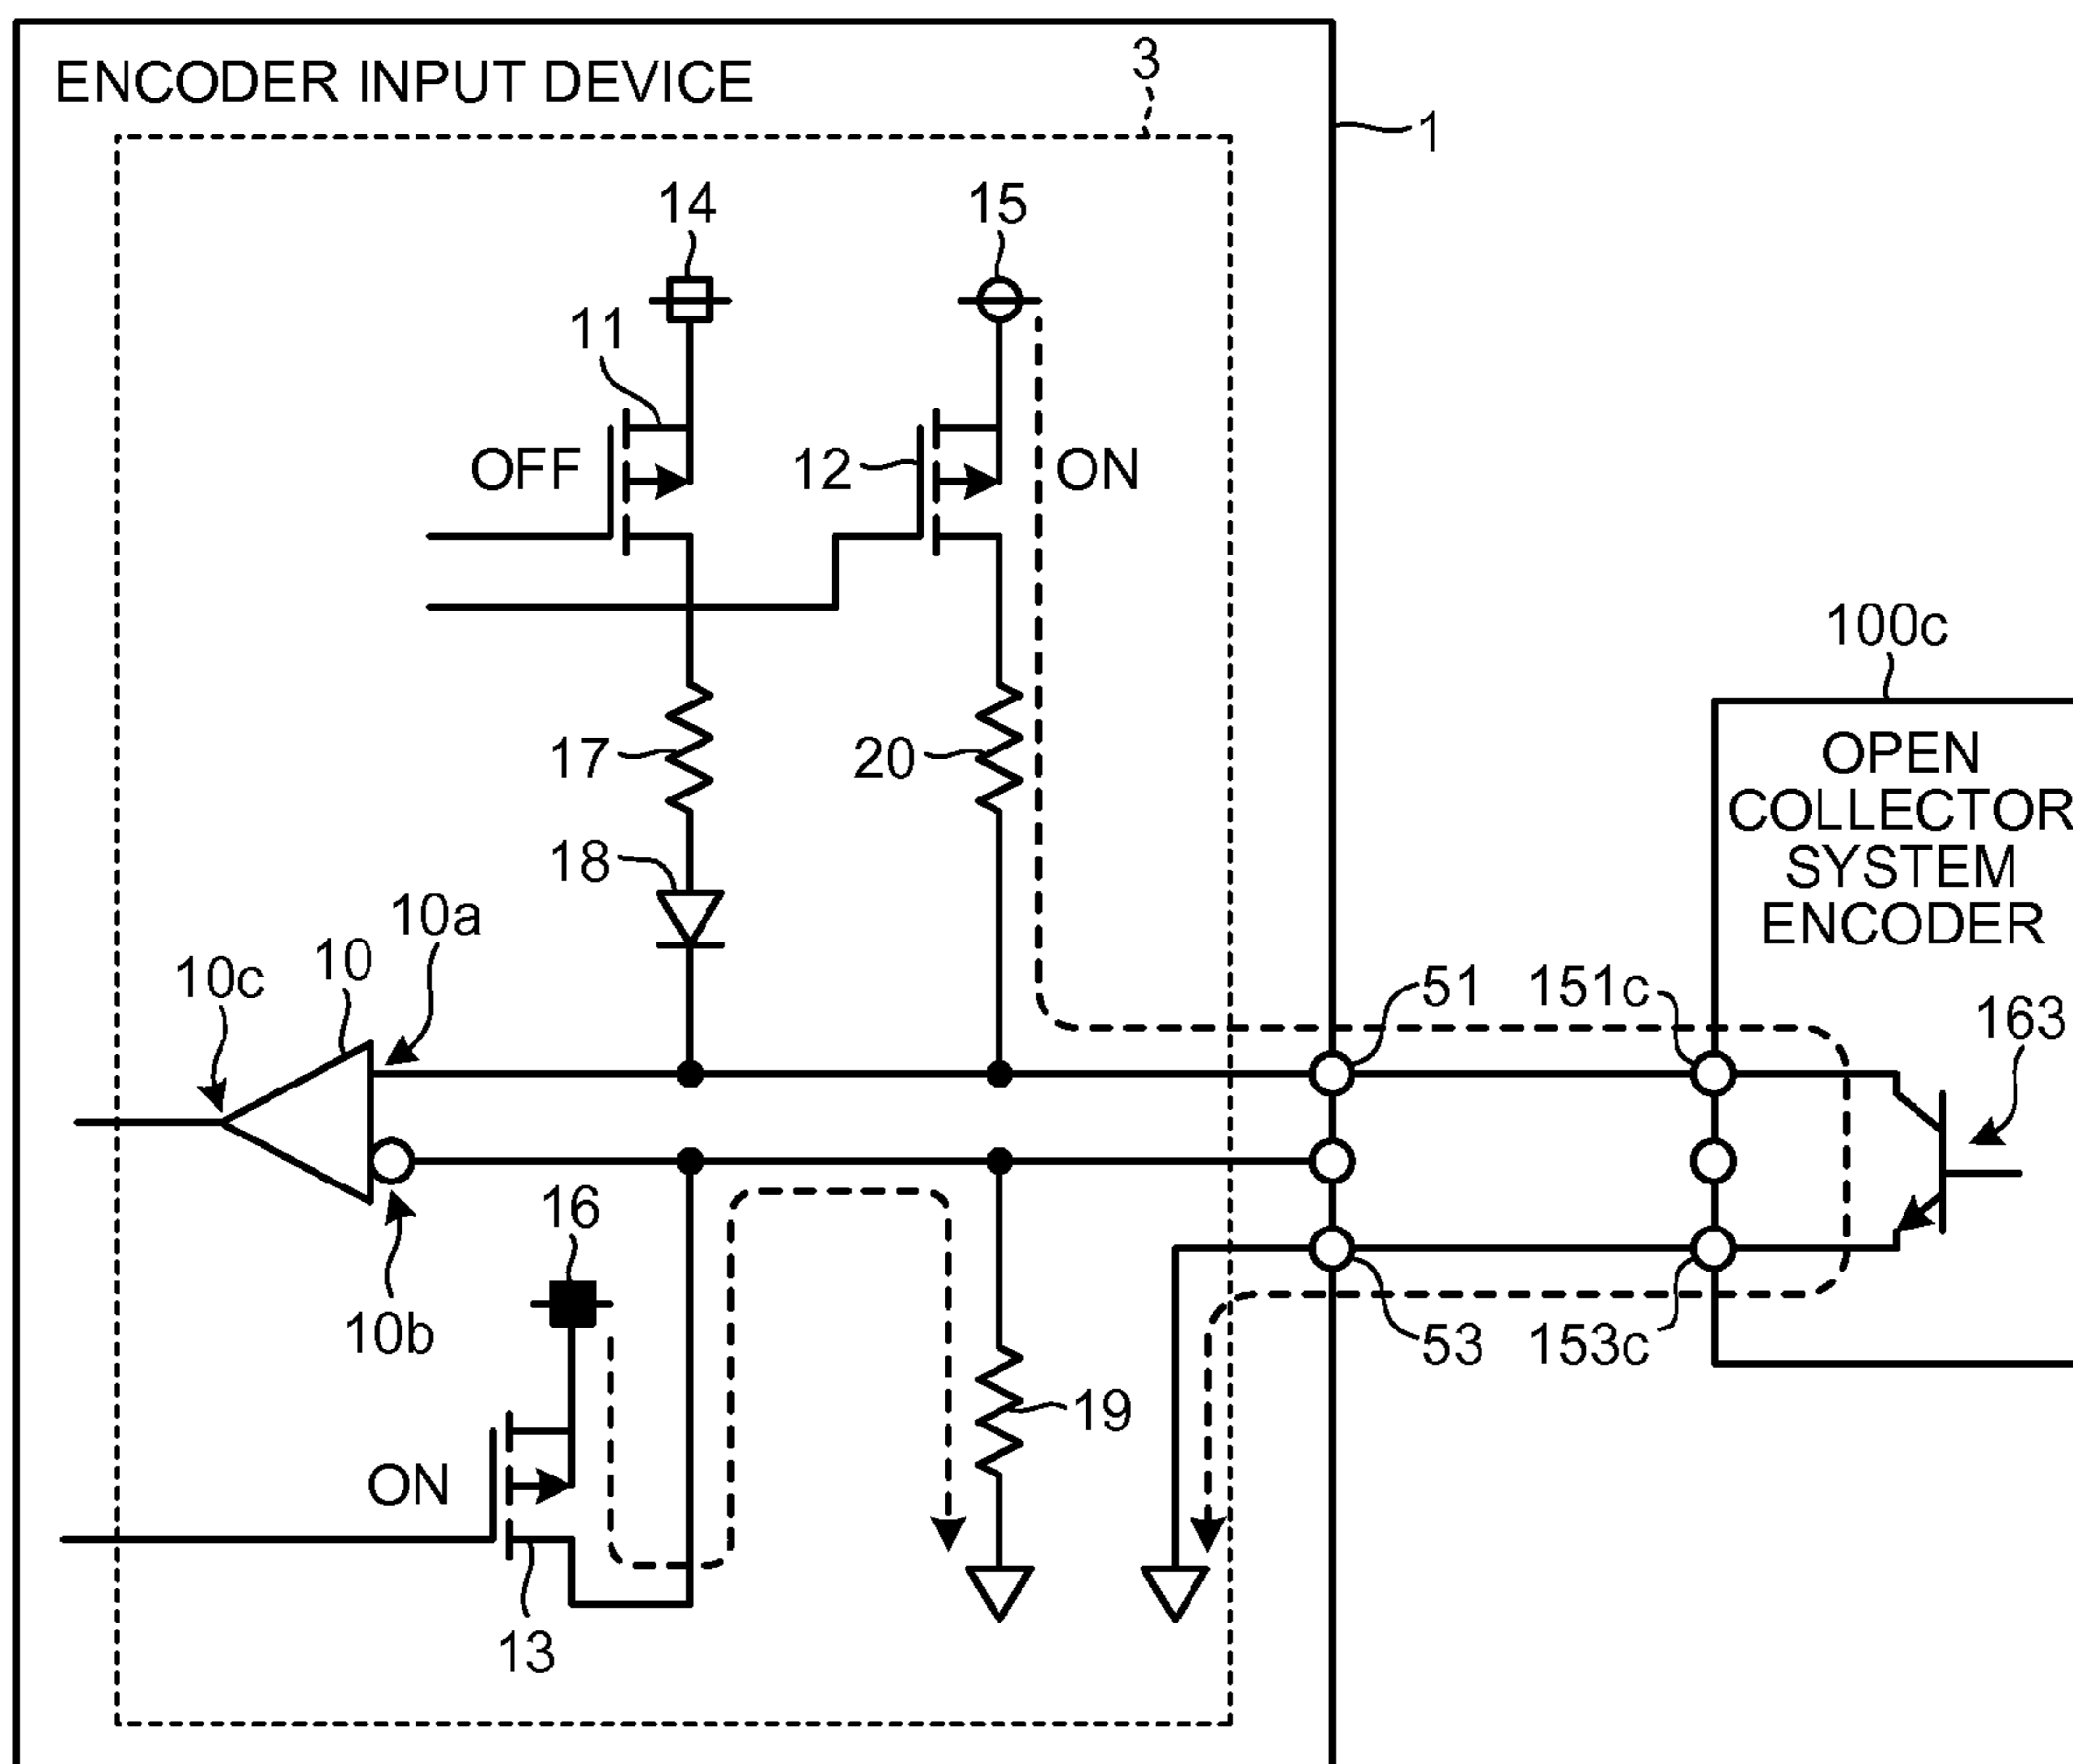 ENCODER INPUT DEVICE
3
1
14
15
11
OFF
12
ON
100c
17
20
OPEN
COLLECTOR
SYSTEM
ENCODER
18
10a
10
10c
51
151c
163
16
10b
53
153c
19
ON
13